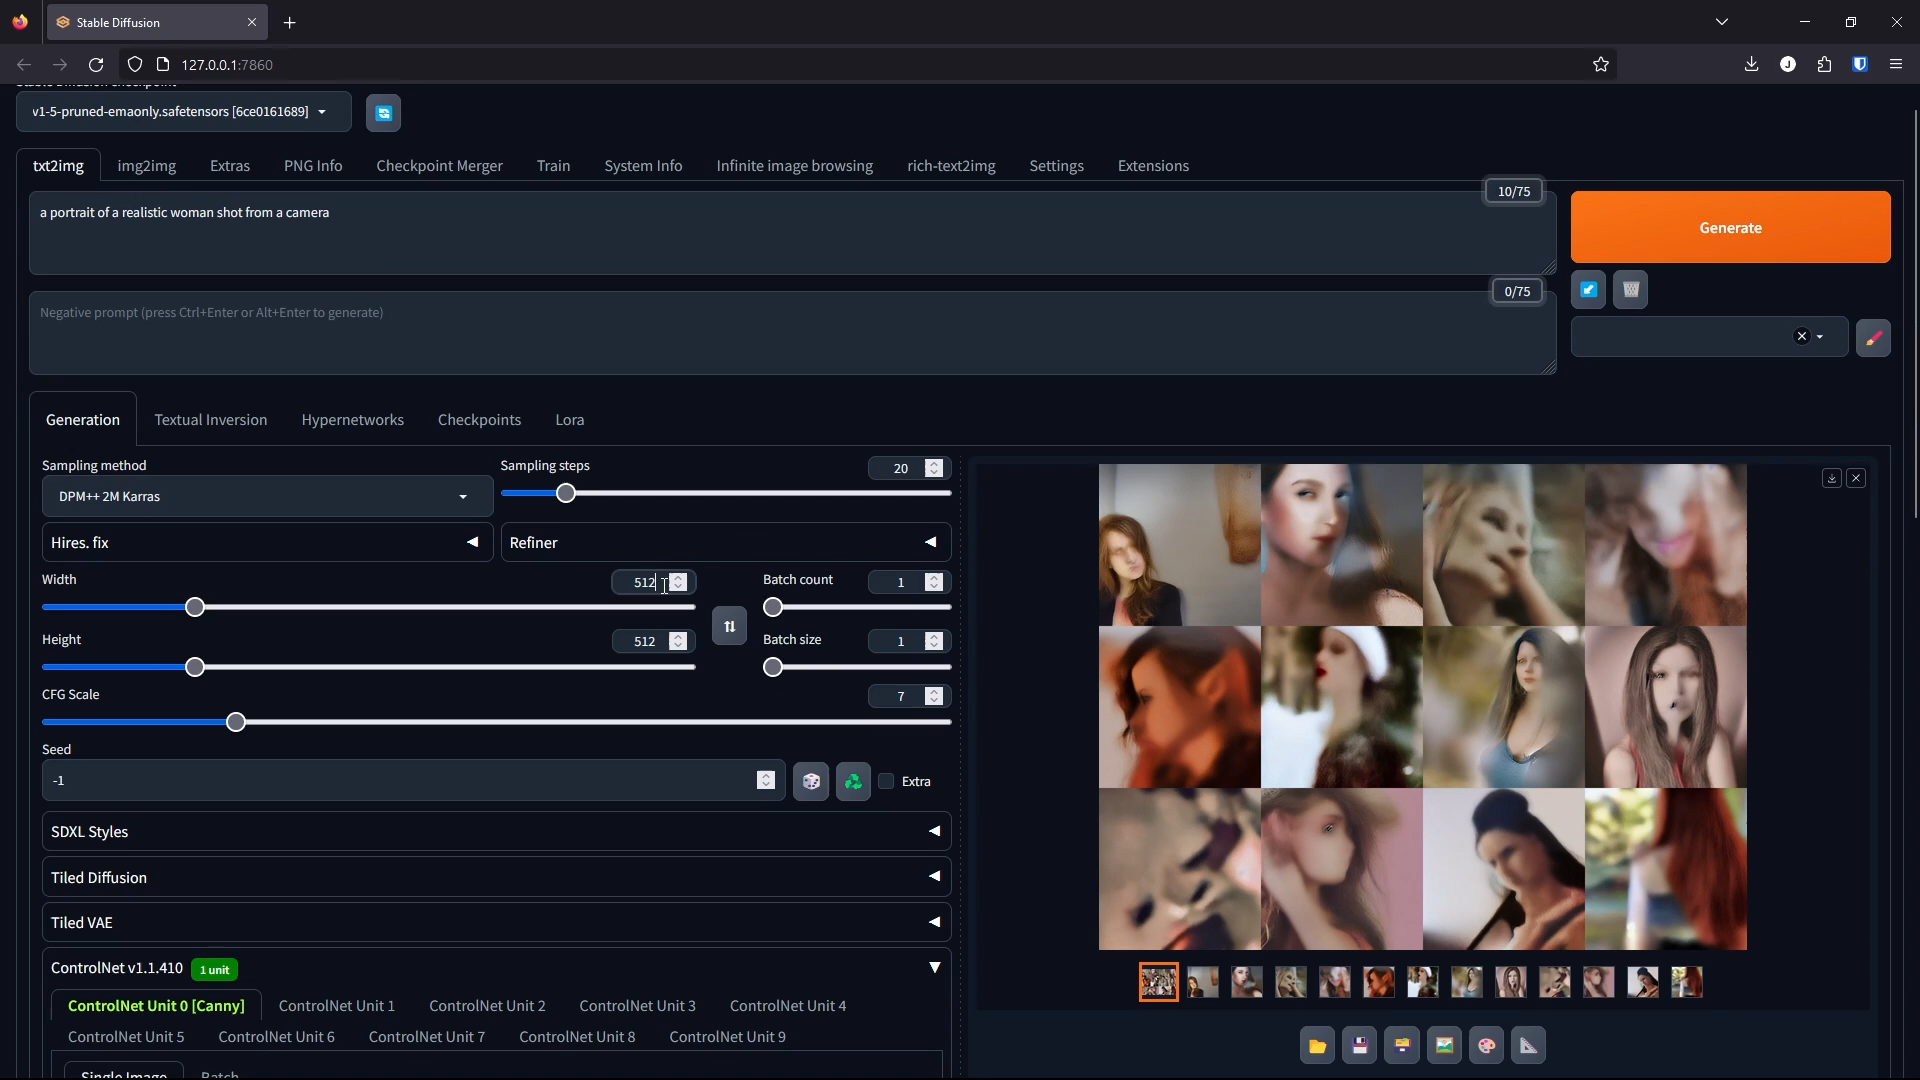 Stable Diffusion
127.0.0.1:7860
v1-5-pruned-emaonly.safetensors [6ce0161689]
txt2img
img2img
Extras
PNG Info
Checkpoint Merger
Train
System Info
Infinite image browsing
rich-text2img
Settings
Extensions
10/75
a portrait of a realistic woman shot from a camera
Generate
0/75
Negative prompt (press Ctrl+Enter or Alt+Enter to generate)
Generation
Textual Inversion
Hypernetworks
Checkpoints
Lora
Sampling method
DPM++ 2M Karras
Sampling steps
20
Hires. fix
Refiner
Width
512
Batch count
1
Height
512
Batch size
1
CFG Scale
7
Seed
-1
Extra
SDXL Styles
Tiled Diffusion
Tiled VAE
ControlNet v1.1.410
1 unit
ControlNet Unit 0 [Canny]
ControlNet Unit 1
ControlNet Unit 2
ControlNet Unit 3
ControlNet Unit 4
ControlNet Unit 5
ControlNet Unit 6
ControlNet Unit 7
ControlNet Unit 8
ControlNet Unit 9
Single Image
Batch